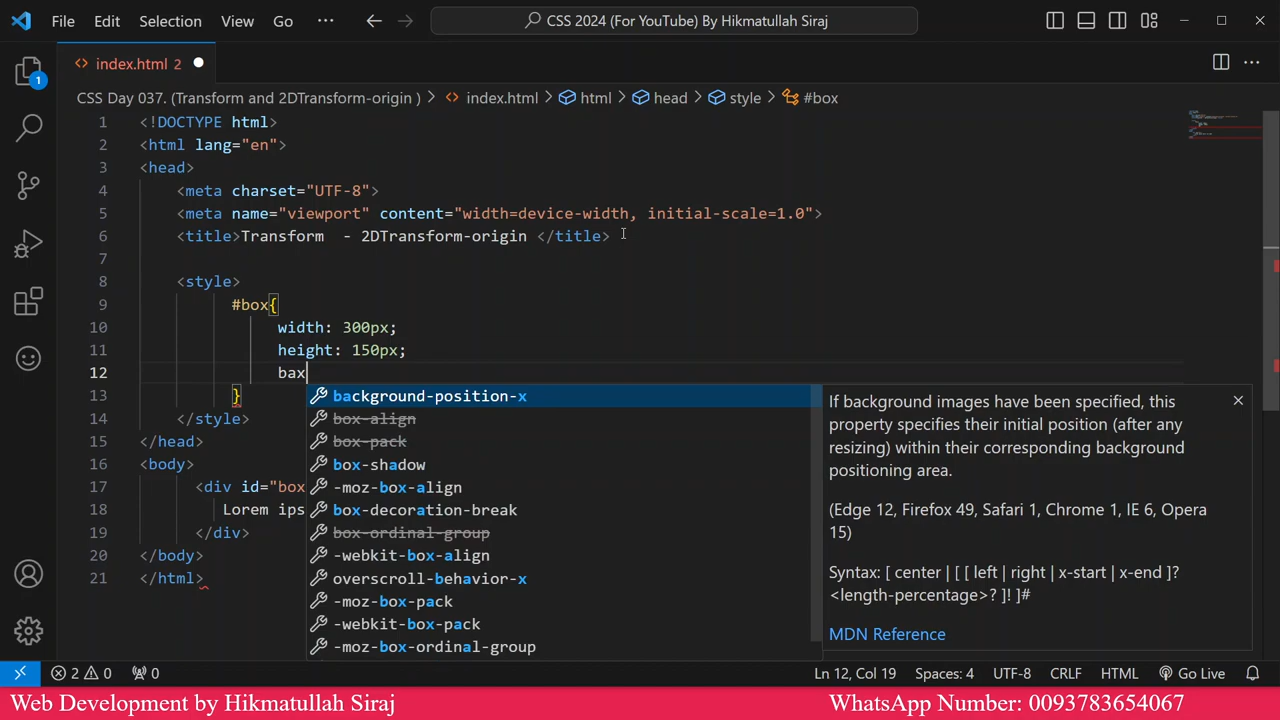 File Edit Selection View Go ··· CSS 2024 (For YouTube) By Hikmatullah Siraj
1 index.html 2
CSS Day 037. (Transform and 2DTransform-origin ) > index.html > html > head > style > #box
1 <!DOCTYPE html>
2 <html lang="en">
3 <head>
4 <meta charset="UTF-8">
5 <meta name="viewport" content="width=device-width, initial-scale=1.0">
6 <title>Transform  - 2DTransform-origin </title>
7
8 <style>
9 #box{
10 width: 300px;
11 height: 150px;
12 bax
13 }
14 </style>
15 </head>
16 <body>
17 <div id="box
18 Lorem ips
19 </div>
20 </body>
21 </html>
background-position-x
box-align
box-pack
box-shadow
-moz-box-align
box-decoration-break
box-ordinal-group
-webkit-box-align
overscroll-behavior-x
-moz-box-pack
-webkit-box-pack
-moz-box-ordinal-group
If background images have been specified, this
property specifies their initial position (after any
resizing) within their corresponding background
positioning area.
(Edge 12, Firefox 49, Safari 1, Chrome 1, IE 6, Opera
15)
Syntax: [ center | [ [ left | right | x-start | x-end ]?
<length-percentage>? ]! ]#
MDN Reference
2 0 0 Ln 12, Col 19 Spaces: 4 UTF-8 CRLF HTML Go Live
Web Development by Hikmatullah Siraj WhatsApp Number: 0093783654067